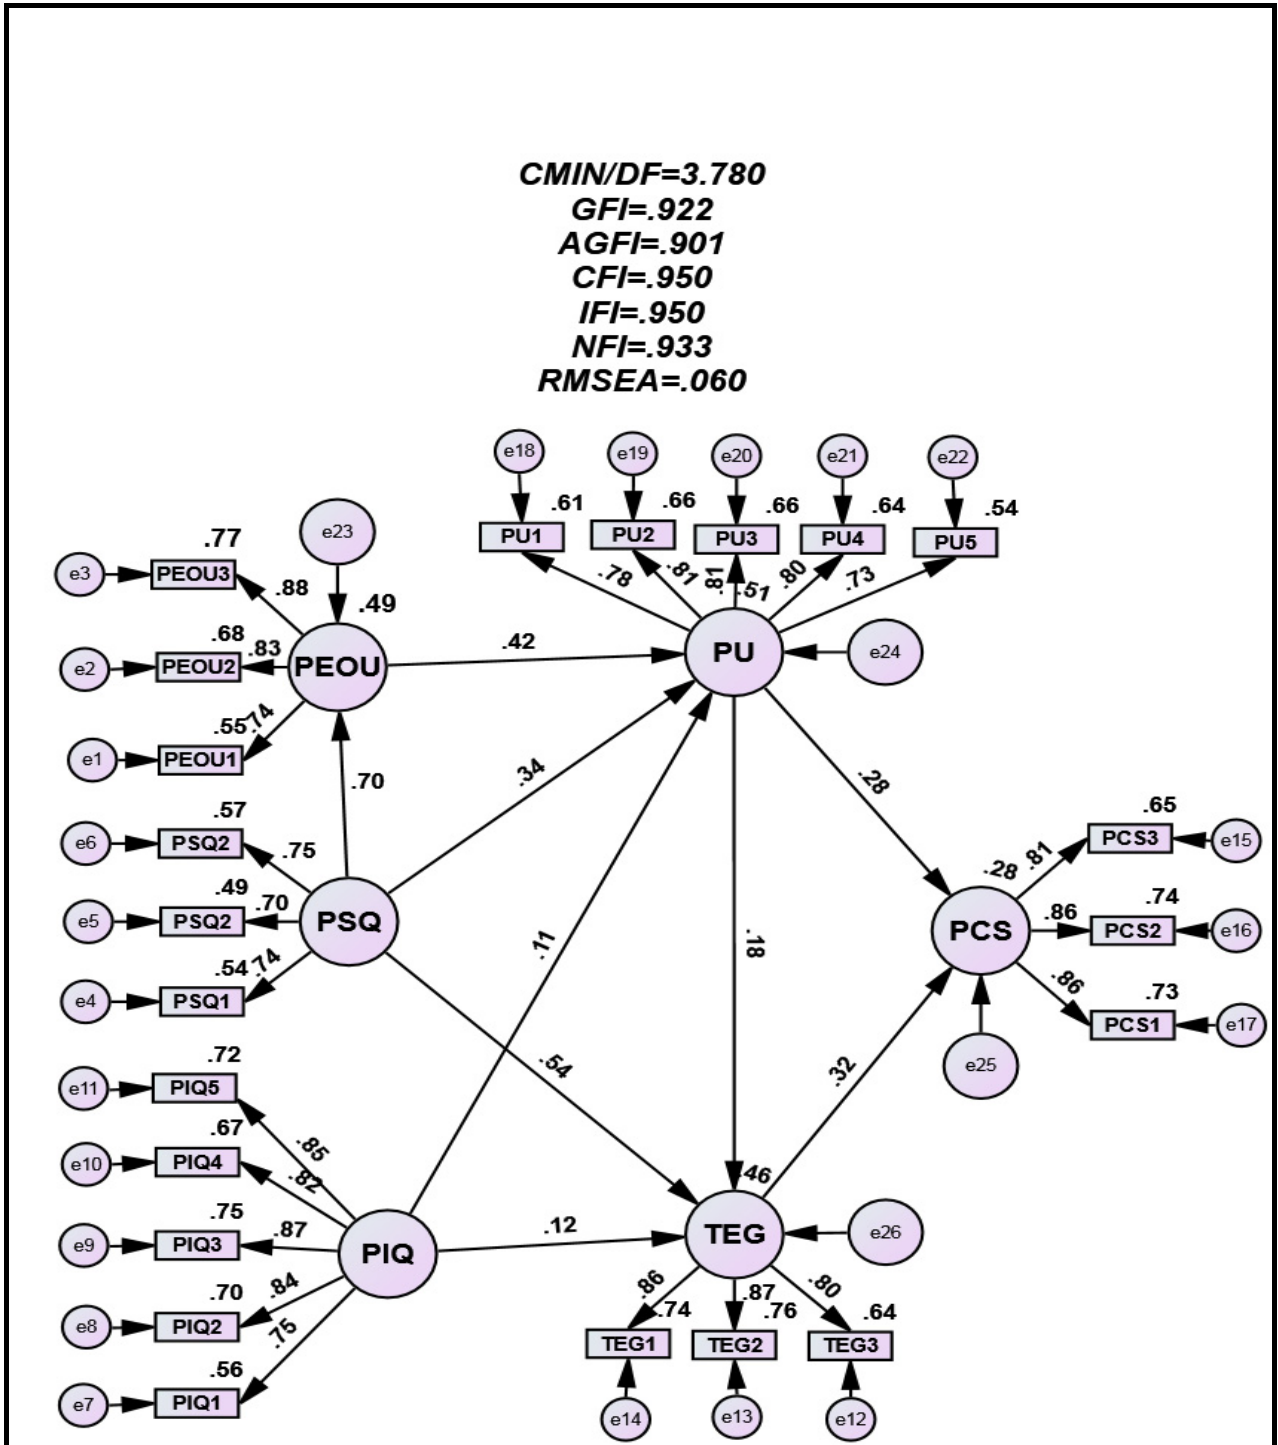 CMIN/DF=3.780
GFI=.922
AGFI=.901
CFI=.950
IFI=.950
NFI=.933
RMSEA=.060
e18
e19
e20
e21
e22
.61
.66
.66
.64
.54
PU1
PU2
PU3
PU4
PU5
.78
.81
.81
.51
.80
.73
e23
.77
e3
PEOU3
.88
.49
.68
e2
PEOU2
.83
PEOU
.42
PU
e24
.55
.74
e1
PEOU1
.70
.34
.28
.57
e6
PSQ2
.75
.49
e5
PSQ2
.70
PSQ
.54
.74
e4
PSQ1
.11
.18
.65
PCS3
e15
.28
.81
PCS
.86
.74
PCS2
e16
.86
.73
PCS1
e17
e25
.54
.32
.72
e11
PIQ5
.85
.67
e10
PIQ4
.82
.75
e9
PIQ3
.87
PIQ
.12
.46
TEG
e26
.70
e8
PIQ2
.84
.56
e7
PIQ1
.75
.86
.87
.80
.74
.76
.64
TEG1
TEG2
TEG3
e14
e13
e12